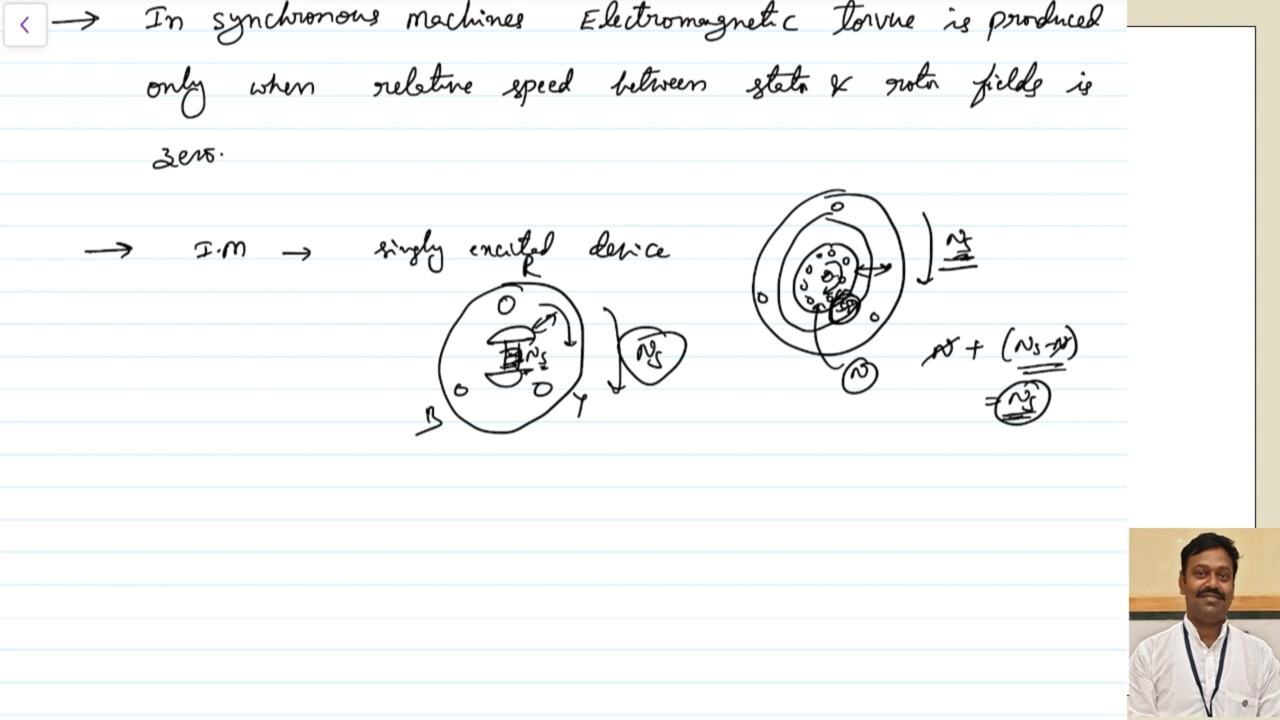 → In synchronous machines Electromagnetic torque is produced
only when relative speed between stator & rotor fields is
zero.
→ I.M → singly excited device
R
Ns
Ns
B
Y
Ns
N
N + (Ns-N)
= Ns